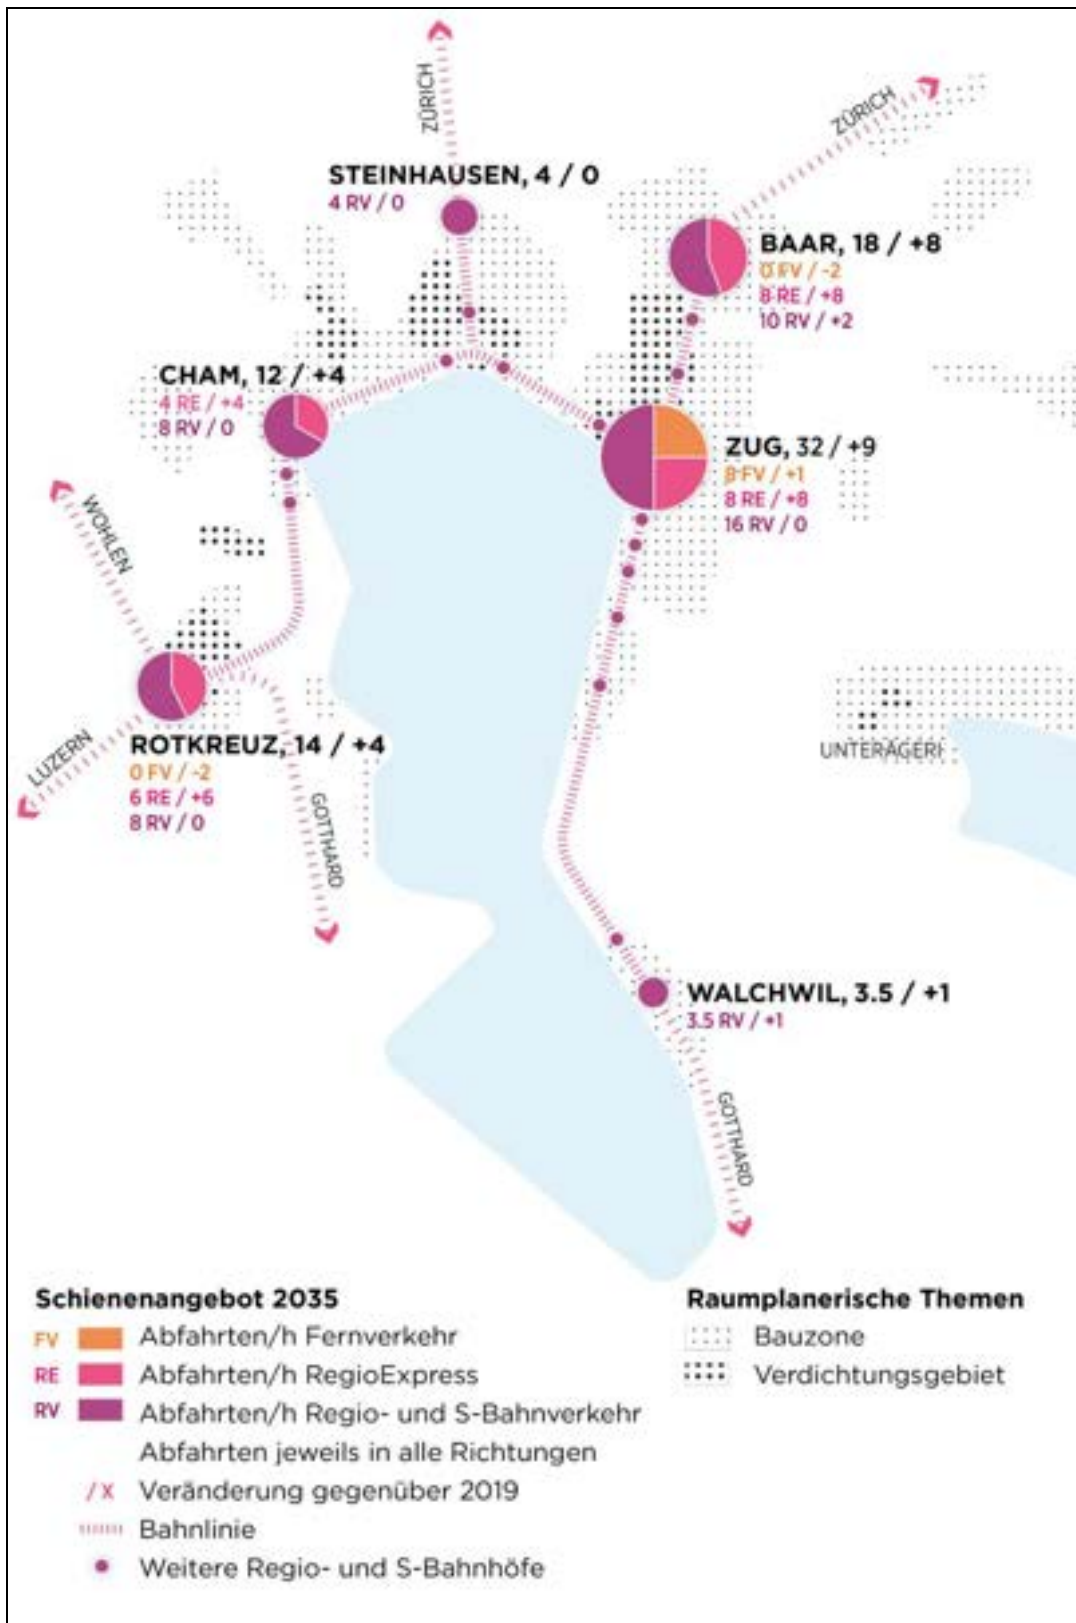 ZÜRICH
ZÜRICH
STEINHAUSEN, 4 / 0
4 RV / 0
BAAR, 18 / +8
0 FV / -2
8 RE / +8
10 RV / +2
CHAM, 12 / +4
4 RE / +4
8 RV / 0
ZUG, 32 / +9
8 FV / +1
8 RE / +8
16 RV / 0
WOHLEN
LUZERN
ROTKREUZ, 14 / +4
0 FV / -2
6 RE / +6
8 RV / 0
GOTTHARD
UNTERÄGERI
WALCHWIL, 3.5 / +1
3.5 RV / +1
GOTTHARD
Schienenangebot 2035
FV Abfahrten/h Fernverkehr
RE Abfahrten/h RegioExpress
RV Abfahrten/h Regio- und S-Bahnverkehr
Abfahrten jeweils in alle Richtungen
/ X Veränderung gegenüber 2019
Bahnlinie
Weitere Regio- und S-Bahnhöfe
Raumplanerische Themen
Bauzone
Verdichtungsgebiet